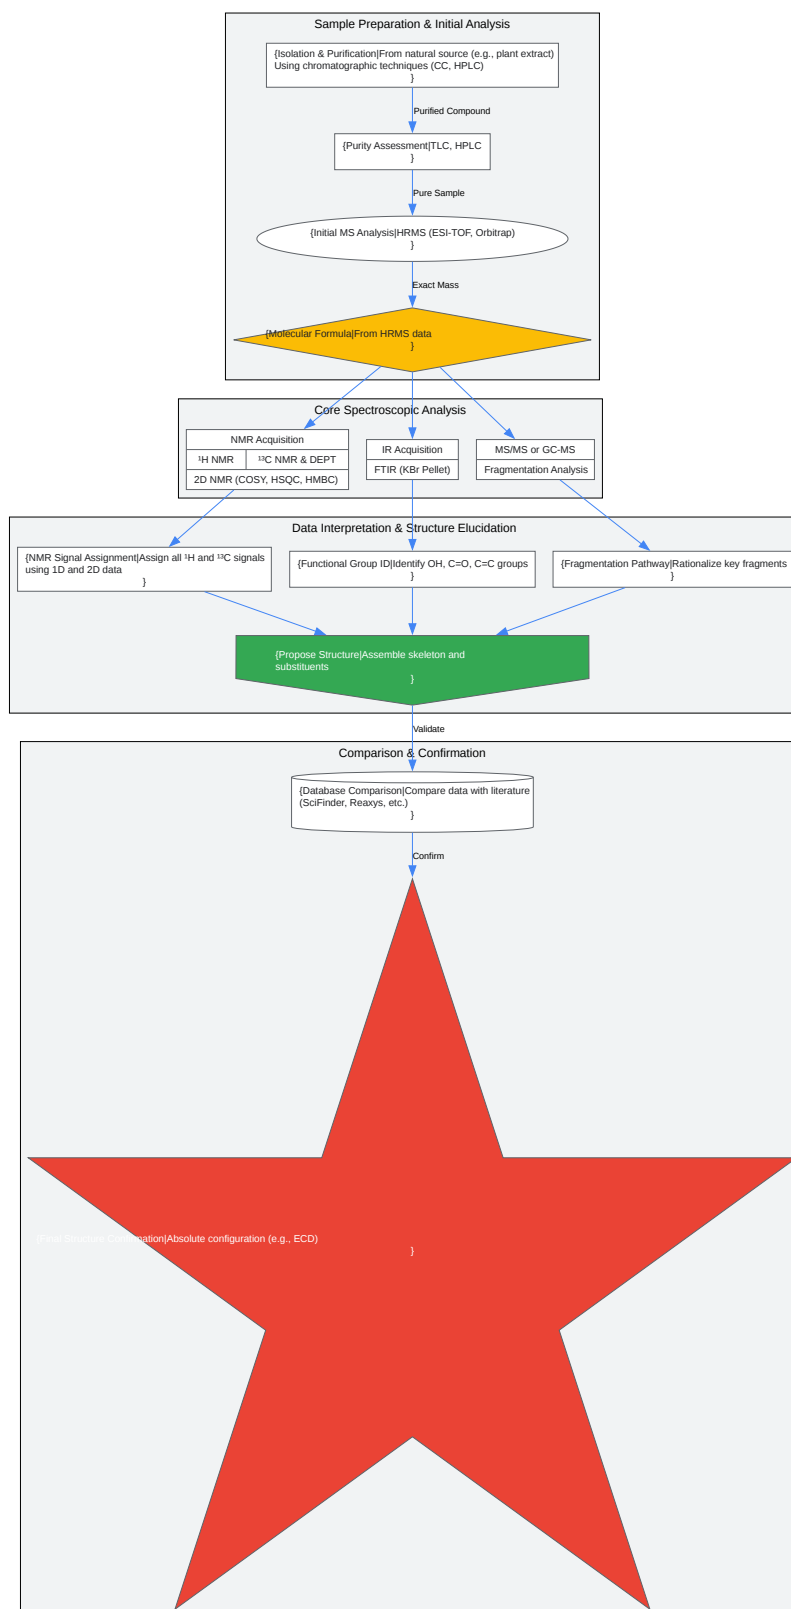 Sample Preparation & Initial Analysis
{Isolation & Purification|From natural source (e.g., plant extract)
Using chromatographic techniques (CC, HPLC)
}
Purified Compound
{Purity Assessment|TLC, HPLC
}
Pure Sample
{Initial MS Analysis|HRMS (ESI-TOF, Orbitrap)
}
Exact Mass
{Molecular Formula|From HRMS data
}
Core Spectroscopic Analysis
NMR Acquisition
¹H NMR
¹³C NMR & DEPT
2D NMR (COSY, HSQC, HMBC)
IR Acquisition
FTIR (KBr Pellet)
MS/MS or GC-MS
Fragmentation Analysis
Data Interpretation & Structure Elucidation
{NMR Signal Assignment|Assign all ¹H and ¹³C signals
using 1D and 2D data
}
{Functional Group ID|Identify OH, C=O, C=C groups
}
{Fragmentation Pathway|Rationalize key fragments
}
{Propose Structure|Assemble skeleton and
substituents
}
Validate
Comparison & Confirmation
{Database Comparison|Compare data with literature
(SciFinder, Reaxys, etc.)
}
Confirm
{Final Structure Confirmation|Absolute configuration (e.g., ECD)
}